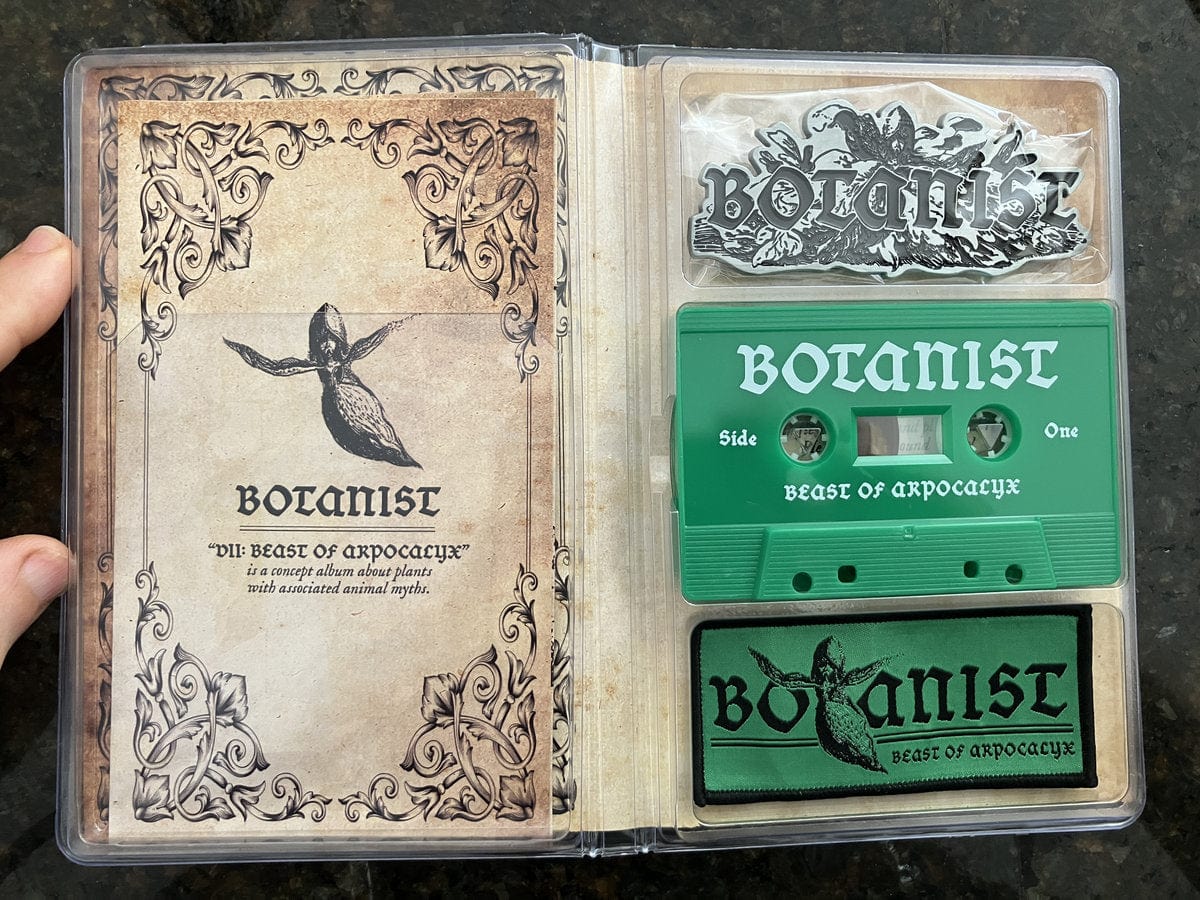 BOTANIST
"VII: BEAST OF ARPOCALYX"
is a concept album about plants
with associated animal myths.
BOTANIST
BOTANIST
Side One
BEAST OF ARPOCALYX
BOTANIST
BEAST OF ARPOCALYX